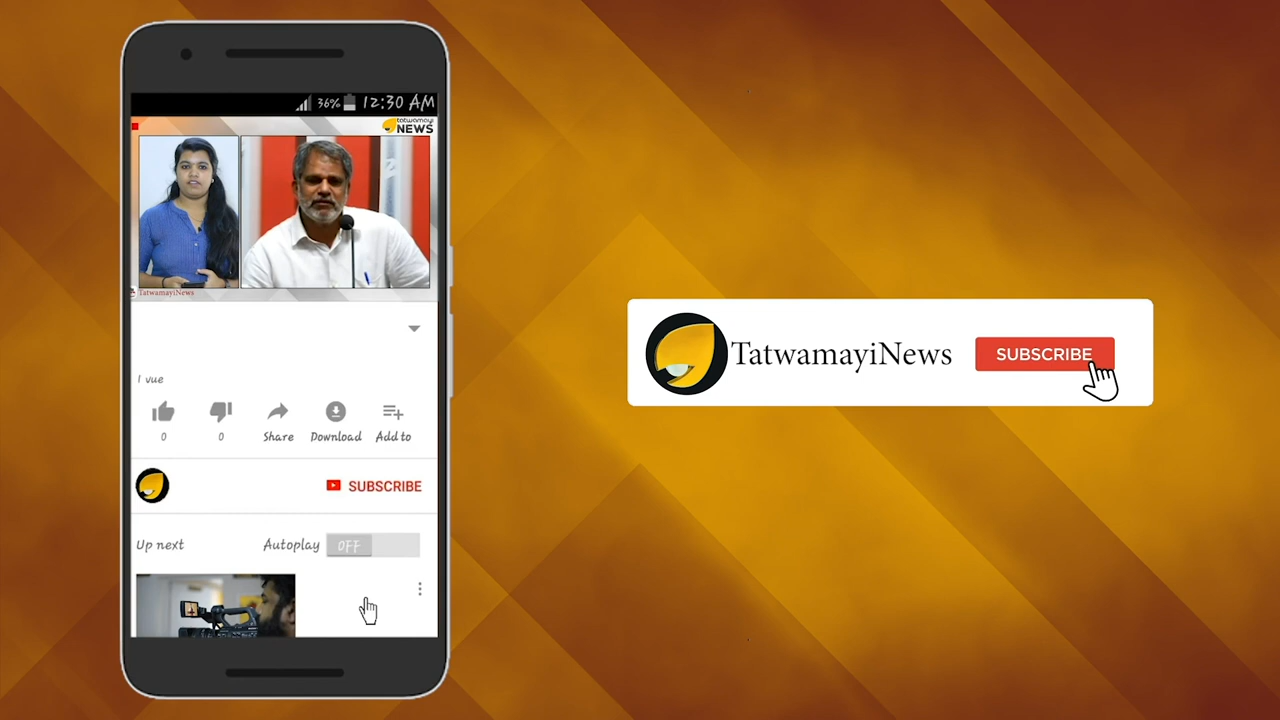 36% 12:30 AM
tatwamayi
NEWS
TatwamayiNews
1 vue
0 0 Share Download Add to
SUBSCRIBE
Up next Autoplay OFF
TatwamayiNews SUBSCRIBE